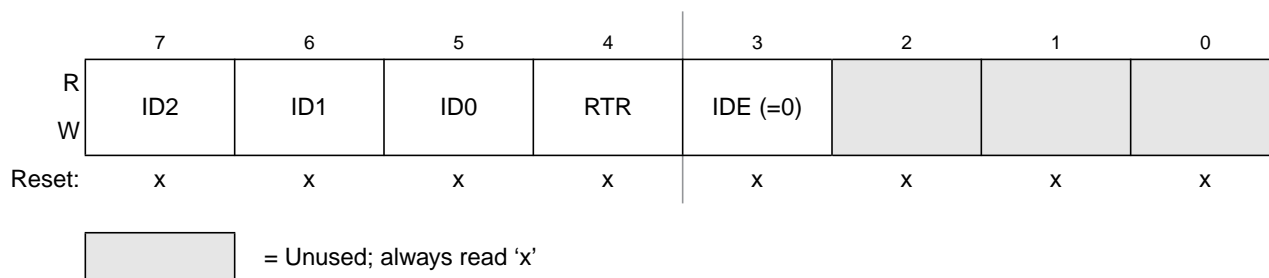 7 6 5 4 3 2 1 0
R
W
ID2 ID1 ID0 RTR IDE (=0)
Reset: x x x x x x x x
= Unused; always read ‘x’